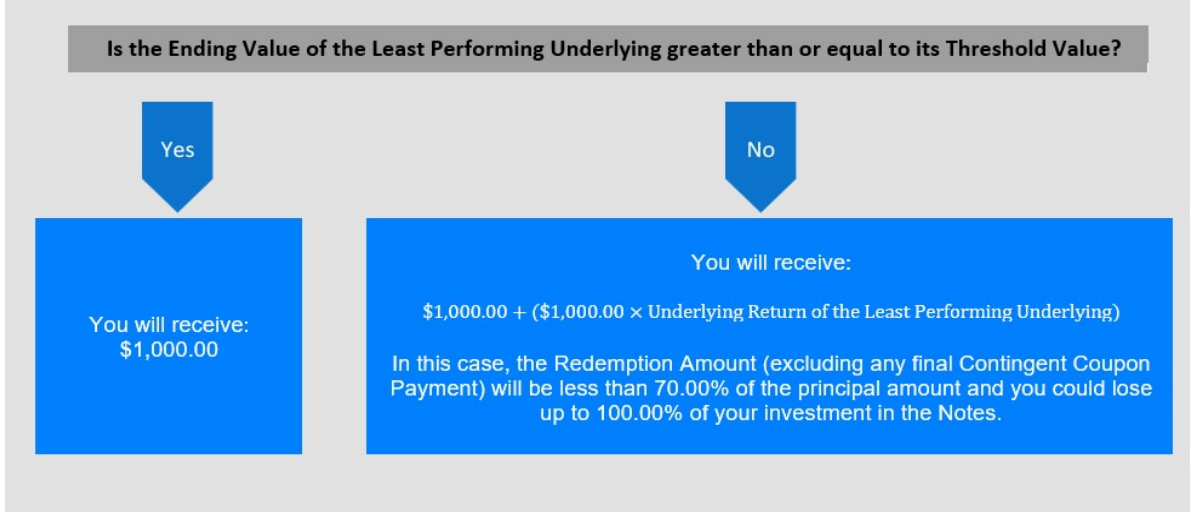 Is the Ending Value of the Least Performing Underlying greater than or equal to its Threshold Value?
Yes
No
You will receive:
$1,000.00
You will receive:
$1,000.00 + ($1,000.00 × Underlying Return of the Least Performing Underlying)
In this case, the Redemption Amount (excluding any final Contingent Coupon
Payment) will be less than 70.00% of the principal amount and you could lose
up to 100.00% of your investment in the Notes.